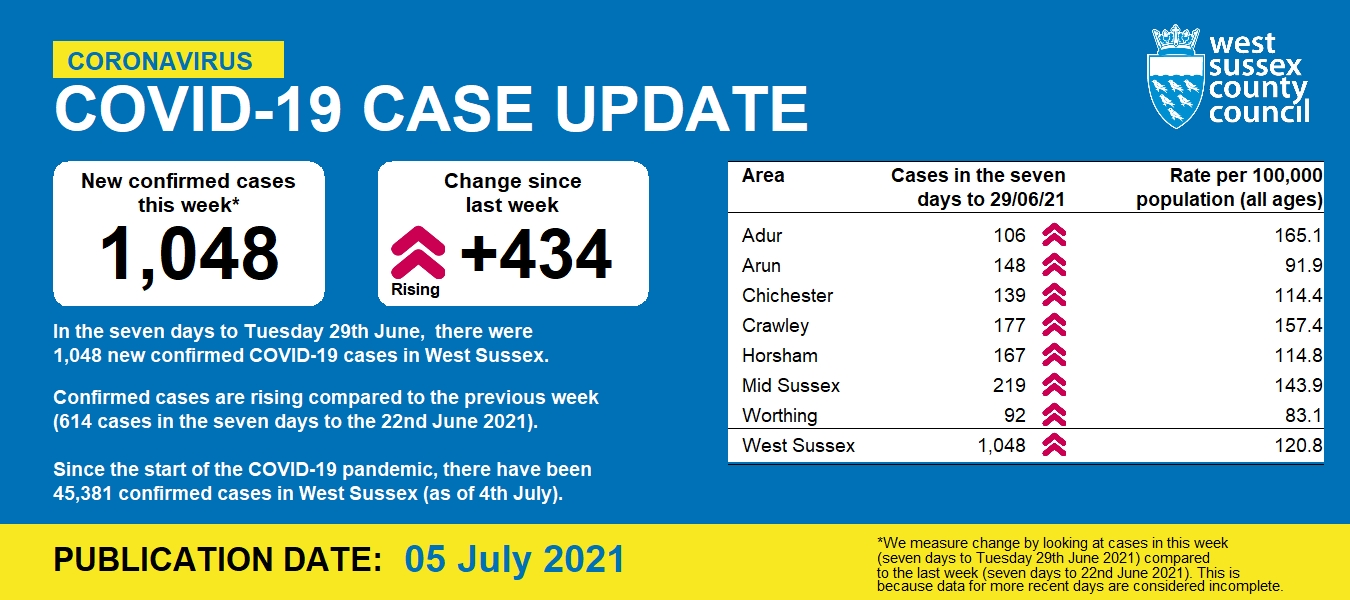 CORONAVIRUS
COVID-19 CASE UPDATE
west
sussex
county
council
New confirmed cases
this week*
1,048
Change since
last week
+434
Rising
In the seven days to Tuesday 29th June, there were
1,048 new confirmed COVID-19 cases in West Sussex.
Confirmed cases are rising compared to the previous week
(614 cases in the seven days to the 22nd June 2021).
Since the start of the COVID-19 pandemic, there have been
45,381 confirmed cases in West Sussex (as of 4th July).
Area Cases in the seven Rate per 100,000
days to 29/06/21 population (all ages)
Adur 106 165.1
Arun 148 91.9
Chichester 139 114.4
Crawley 177 157.4
Horsham 167 114.8
Mid Sussex 219 143.9
Worthing 92 83.1
West Sussex 1,048 120.8
PUBLICATION DATE: 05 July 2021
*We measure change by looking at cases in this week
(seven days to Tuesday 29th June 2021) compared
to the last week (seven days to 22nd June 2021). This is
because data for more recent days are considered incomplete.